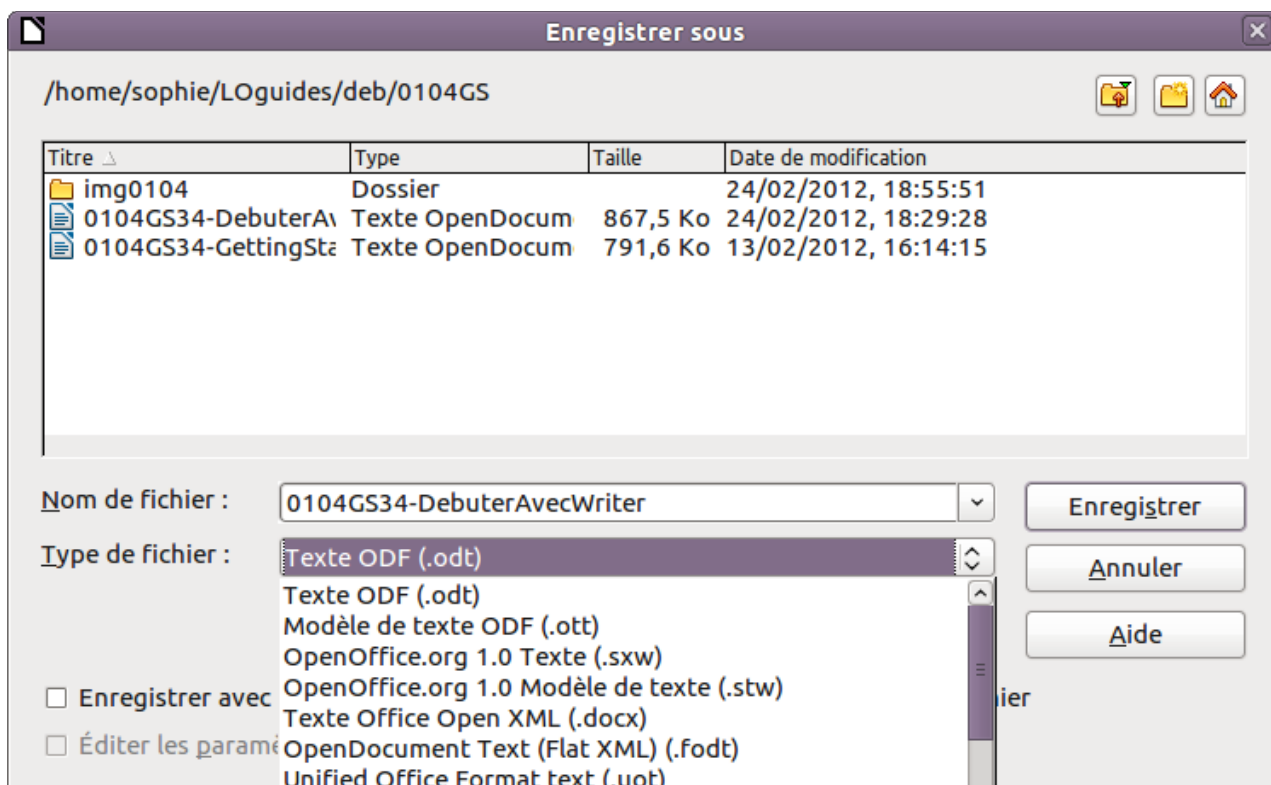 Enregistrer sous
/home/sophie/LOguides/deb/0104GS
Titre Type Taille Date de modification
img0104 Dossier 24/02/2012, 18:55:51
0104GS34-DebuterAv Texte OpenDocum 867,5 Ko 24/02/2012, 18:29:28
0104GS34-GettingSta Texte OpenDocum 791,6 Ko 13/02/2012, 16:14:15
Nom de fichier : 0104GS34-DebuterAvecWriter Enregistrer
Type de fichier : Texte ODF (.odt) Annuler
Texte ODF (.odt)
Modèle de texte ODF (.ott) Aide
OpenOffice.org 1.0 Texte (.sxw)
OpenOffice.org 1.0 Modèle de texte (.stw)
Enregistrer avec ier
Texte Office Open XML (.docx)
Éditer les paramè OpenDocument Text (Flat XML) (.fodt)
Unified Office Format text (.uot)